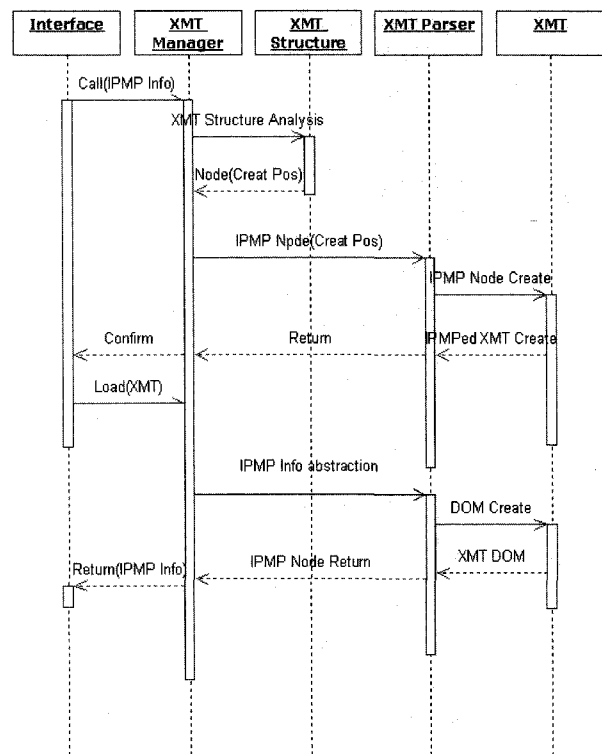 Interface
XMT
Manager
XMT
Structure
XMT Parser
XMT
Call(IPMP Info)
XMT Structure Analysis
Node(Creat Pos)
IPMP Npde(Creat Pos)
IPMP Node Create
Confirm
Return
IPMPed XMT Create
Load(XMT)
IPMP Info abstraction
DOM Create
Return(IPMP Info)
IPMP Node Return
XMT DOM